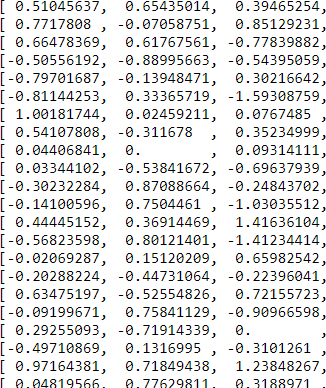 [ 0.51045637, 0.65435014, 0.39465254,
[ 0.7717808 , -0.07058751, 0.85129231,
[ 0.66478369, 0.61767561, -0.77839882,
[-0.50556192, -0.88995663, -0.54395059,
[-0.79701687, -0.13948471, 0.30216642,
[-0.81144253, 0.33365719, -1.59308759,
[ 1.00181744, 0.02459211, 0.0767485 ,
[ 0.54107808, -0.311678  , 0.35234999,
[ 0.04406841, 0.        , 0.09314111,
[ 0.03344102, -0.53841672, -0.69637939,
[-0.30232284, 0.87088664, -0.24843702,
[-0.14100596, 0.7504461 , -1.03035512,
[ 0.44445152, 0.36914469, 1.41636104,
[-0.56823598, 0.80121401, -1.41234414,
[-0.02069287, 0.15120209, 0.65982542,
[-0.20288224, -0.44731064, -0.22396041,
[ 0.63475197, -0.52554826, 0.72155723,
[-0.09199671, 0.75841129, -0.90966598,
[ 0.29255093, -0.71914339, 0.
[-0.49710869, 0.1316995 , -0.3101261 ,
[ 0.97164381, 0.71849438, 1.23848267,
[ 0.04819566, 0.77629811, 0.3188971